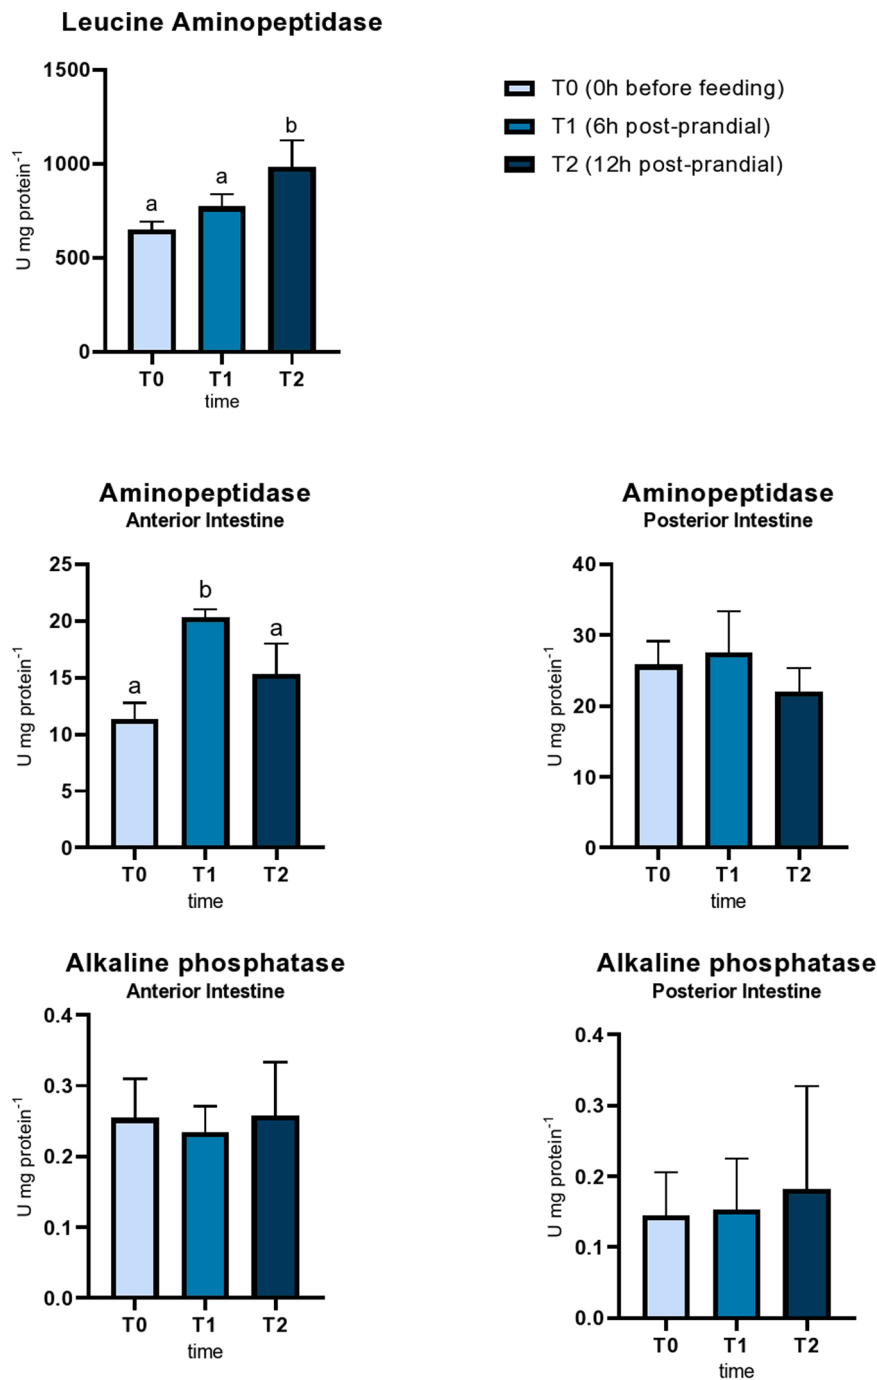 Leucine Aminopeptidase
1500
1000
500
0
U mg protein⁻¹
a
a
b
T0 T1 T2
time
T0 (0h before feeding)
T1 (6h post-prandial)
T2 (12h post-prandial)
Aminopeptidase
Anterior Intestine
25
20
15
10
5
0
U mg protein⁻¹
a
b
a
T0 T1 T2
time
Aminopeptidase
Posterior Intestine
40
30
20
10
0
U mg protein⁻¹
T0 T1 T2
time
Alkaline phosphatase
Anterior Intestine
0.4
0.3
0.2
0.1
0.0
U mg protein⁻¹
T0 T1 T2
time
Alkaline phosphatase
Posterior Intestine
0.4
0.3
0.2
0.1
0.0
U mg protein⁻¹
T0 T1 T2
time